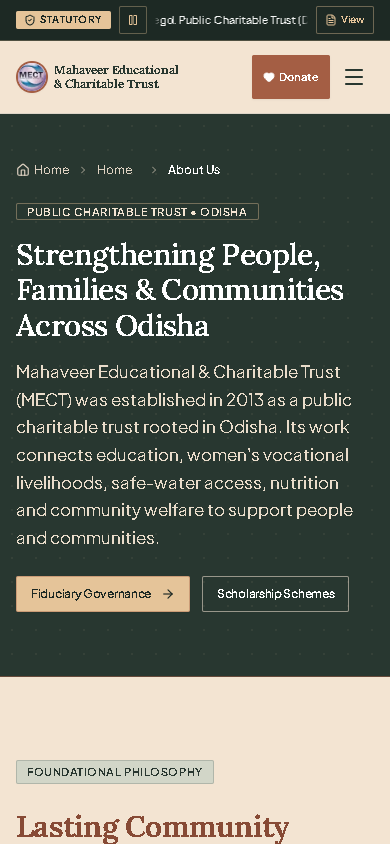 STATUTORY
gd. Public Charitable Trust (
View
MECT
Mahaveer Educational
& Charitable Trust
Donate
Home > Home > About Us
PUBLIC CHARITABLE TRUST • ODISHA
Strengthening People,
Families & Communities
Across Odisha
Mahaveer Educational & Charitable Trust
(MECT) was established in 2013 as a public
charitable trust rooted in Odisha. Its work
connects education, women's vocational
livelihoods, safe-water access, nutrition
and community welfare to support people
and communities.
Fiduciary Governance →
Scholarship Schemes
FOUNDATIONAL PHILOSOPHY
Lasting Community